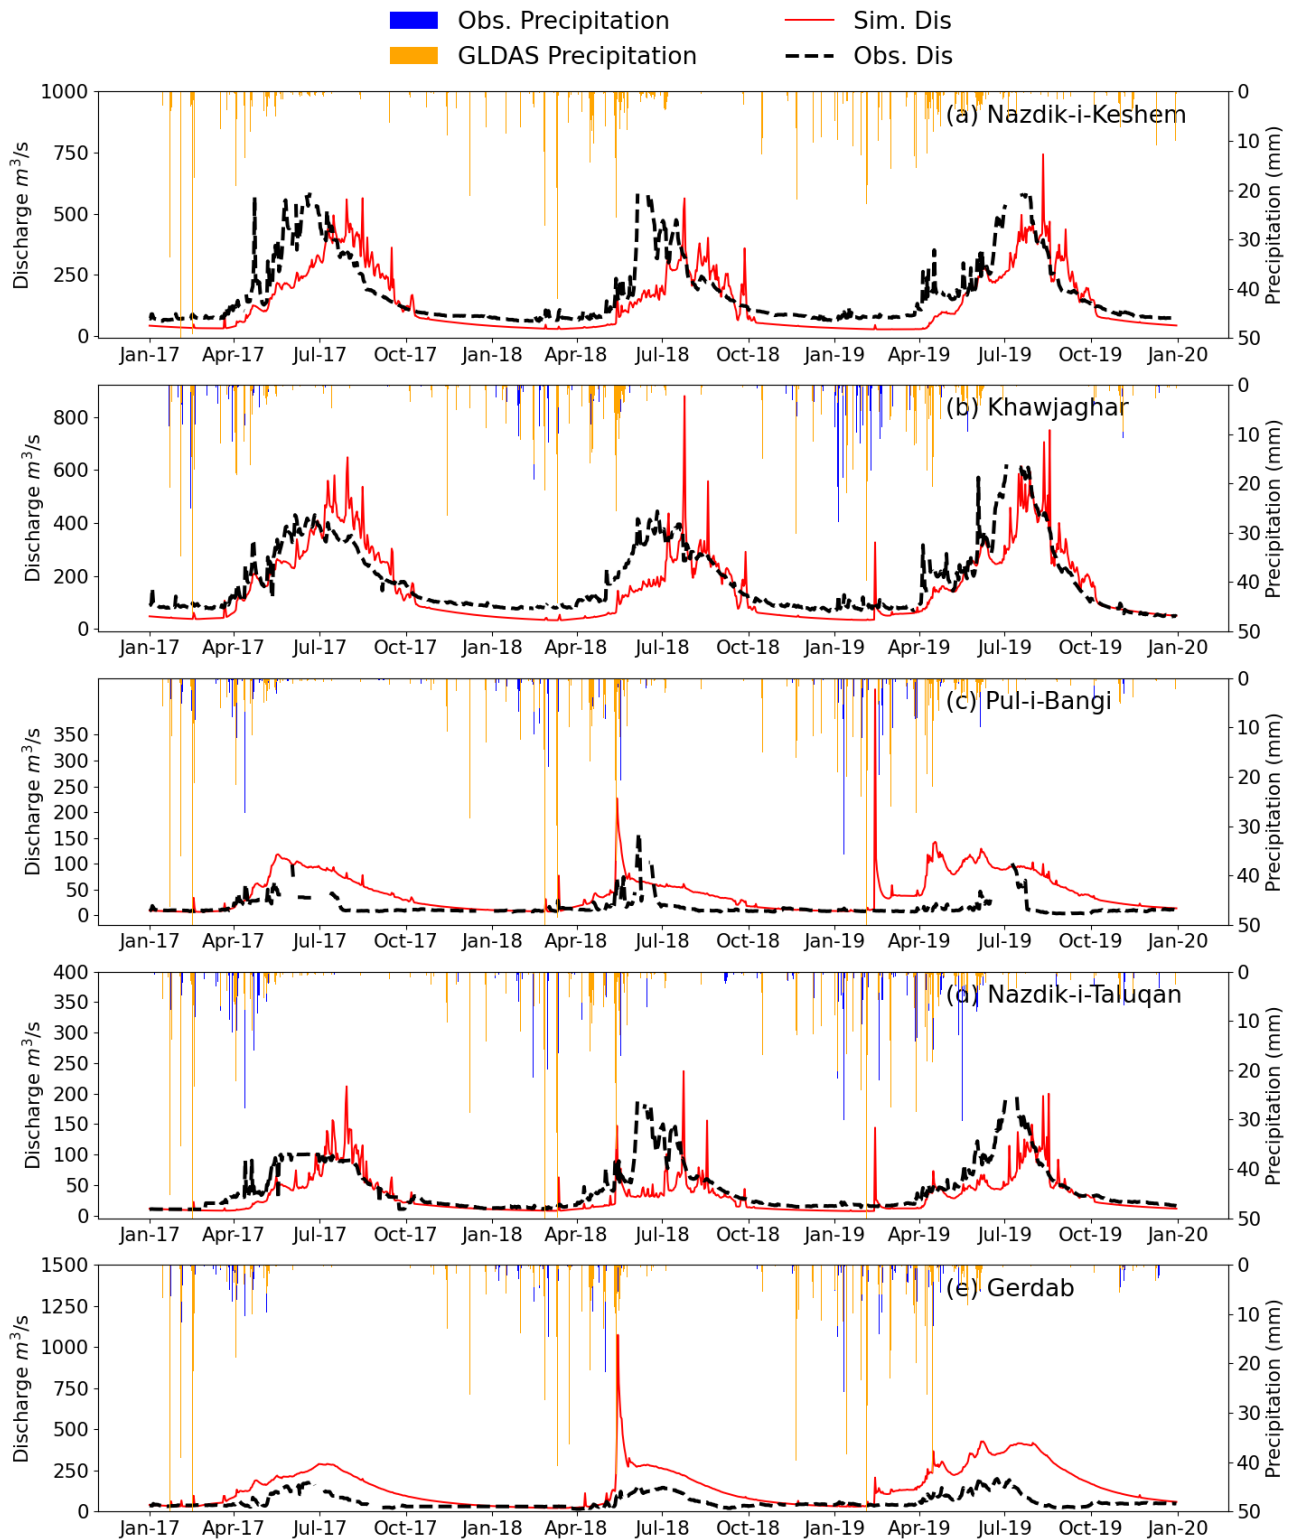 Obs. Precipitation Sim. Dis
GLDAS Precipitation Obs. Dis
(a) Nazdik-i-Keshem
Discharge m³/s
1000
750
500
250
0
Precipitation (mm)
0
10
20
30
40
50
Jan-17 Apr-17 Jul-17 Oct-17 Jan-18 Apr-18 Jul-18 Oct-18 Jan-19 Apr-19 Jul-19 Oct-19 Jan-20
(b) Khawjaghar
Discharge m³/s
800
600
400
200
0
Precipitation (mm)
0
10
20
30
40
50
Jan-17 Apr-17 Jul-17 Oct-17 Jan-18 Apr-18 Jul-18 Oct-18 Jan-19 Apr-19 Jul-19 Oct-19 Jan-20
(c) Pul-i-Bangi
Discharge m³/s
350
300
250
200
150
100
50
0
Precipitation (mm)
0
10
20
30
40
50
Jan-17 Apr-17 Jul-17 Oct-17 Jan-18 Apr-18 Jul-18 Oct-18 Jan-19 Apr-19 Jul-19 Oct-19 Jan-20
(d) Nazdik-i-Taluqan
Discharge m³/s
400
350
300
250
200
150
100
50
0
Precipitation (mm)
0
10
20
30
40
50
Jan-17 Apr-17 Jul-17 Oct-17 Jan-18 Apr-18 Jul-18 Oct-18 Jan-19 Apr-19 Jul-19 Oct-19 Jan-20
(e) Gerdab
Discharge m³/s
1500
1250
1000
750
500
250
0
Precipitation (mm)
0
10
20
30
40
50
Jan-17 Apr-17 Jul-17 Oct-17 Jan-18 Apr-18 Jul-18 Oct-18 Jan-19 Apr-19 Jul-19 Oct-19 Jan-20